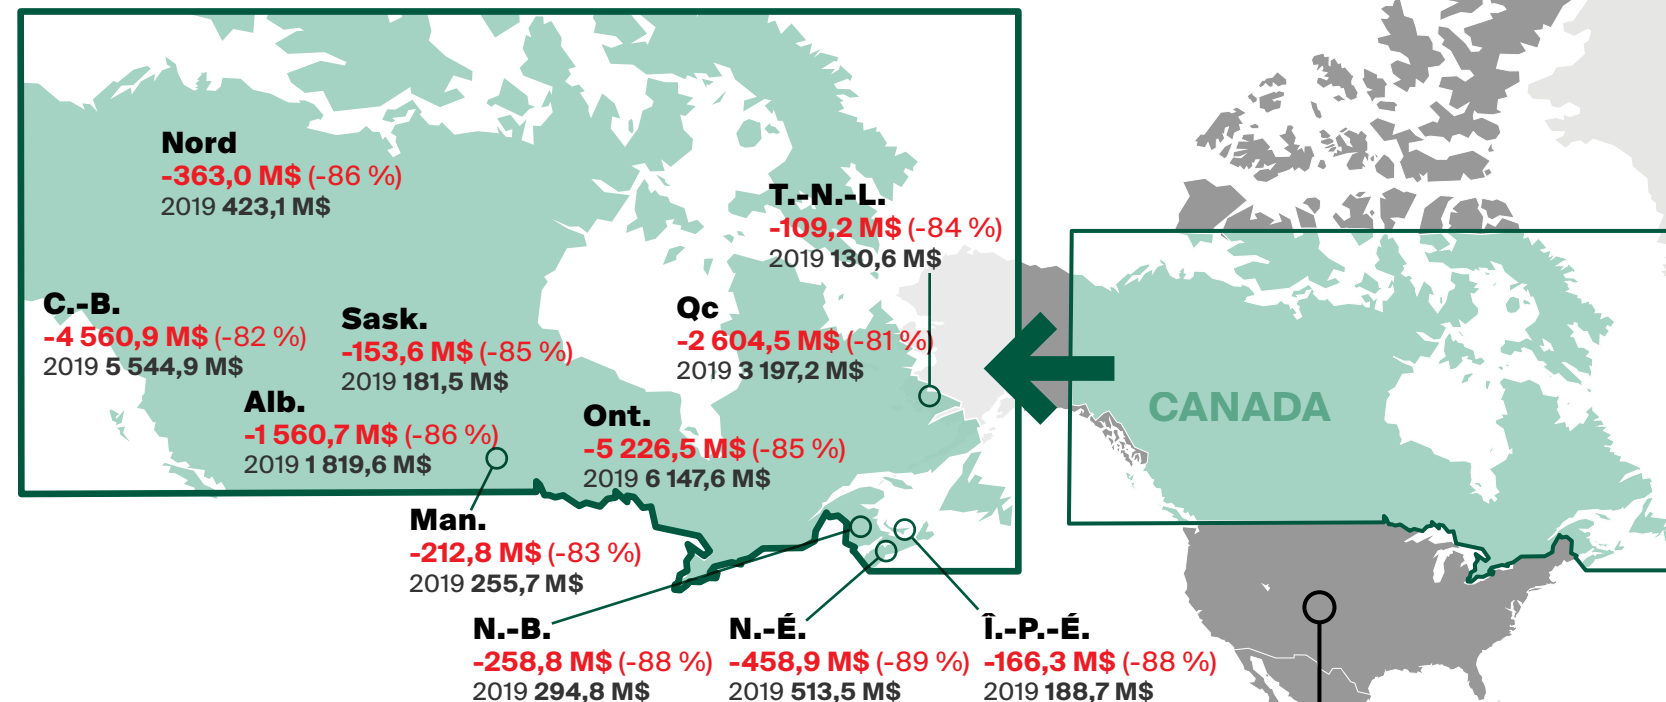 Nord
-363,0 M$ (-86 %)
2019 423,1 M$
T.-N.-L.
-109,2 M$ (-84 %)
2019 130,6 M$
C.-B.
-4 560,9 M$ (-82 %)
2019 5 544,9 M$
Sask.
-153,6 M$ (-85 %)
2019 181,5 M$
Qc
-2 604,5 M$ (-81 %)
2019 3 197,2 M$
Alb.
-1 560,7 M$ (-86 %)
2019 1 819,6 M$
Ont.
-5 226,5 M$ (-85 %)
2019 6 147,6 M$
CANADA
Man.
-212,8 M$ (-83 %)
2019 255,7 M$
N.-B.
-258,8 M$ (-88 %)
2019 294,8 M$
N.-É.
-458,9 M$ (-89 %)
2019 513,5 M$
Î.-P.-É.
-166,3 M$ (-88 %)
2019 188,7 M$